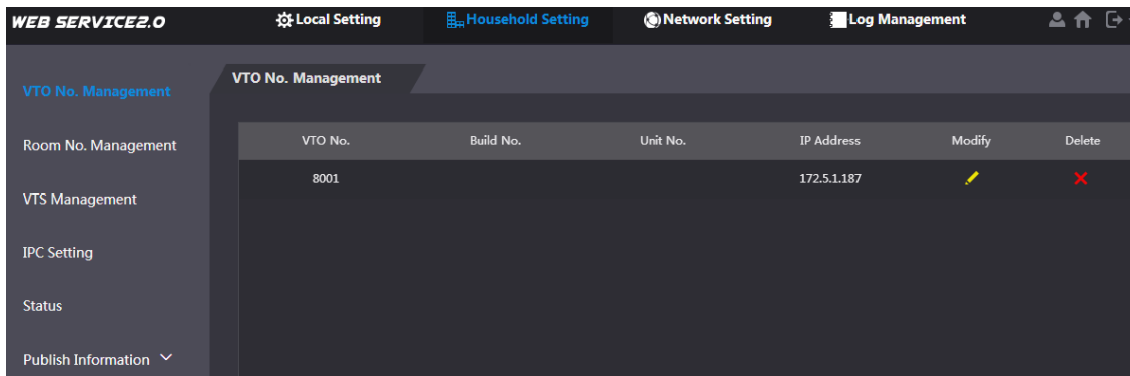 WEB SERVICE2.0 Local Setting Household Setting Network Setting Log Management
VTO No. Management
VTO No. Management
Room No. Management
VTS Management
IPC Setting
Status
Publish Information
VTO No. Build No. Unit No. IP Address Modify Delete
8001 172.5.1.187